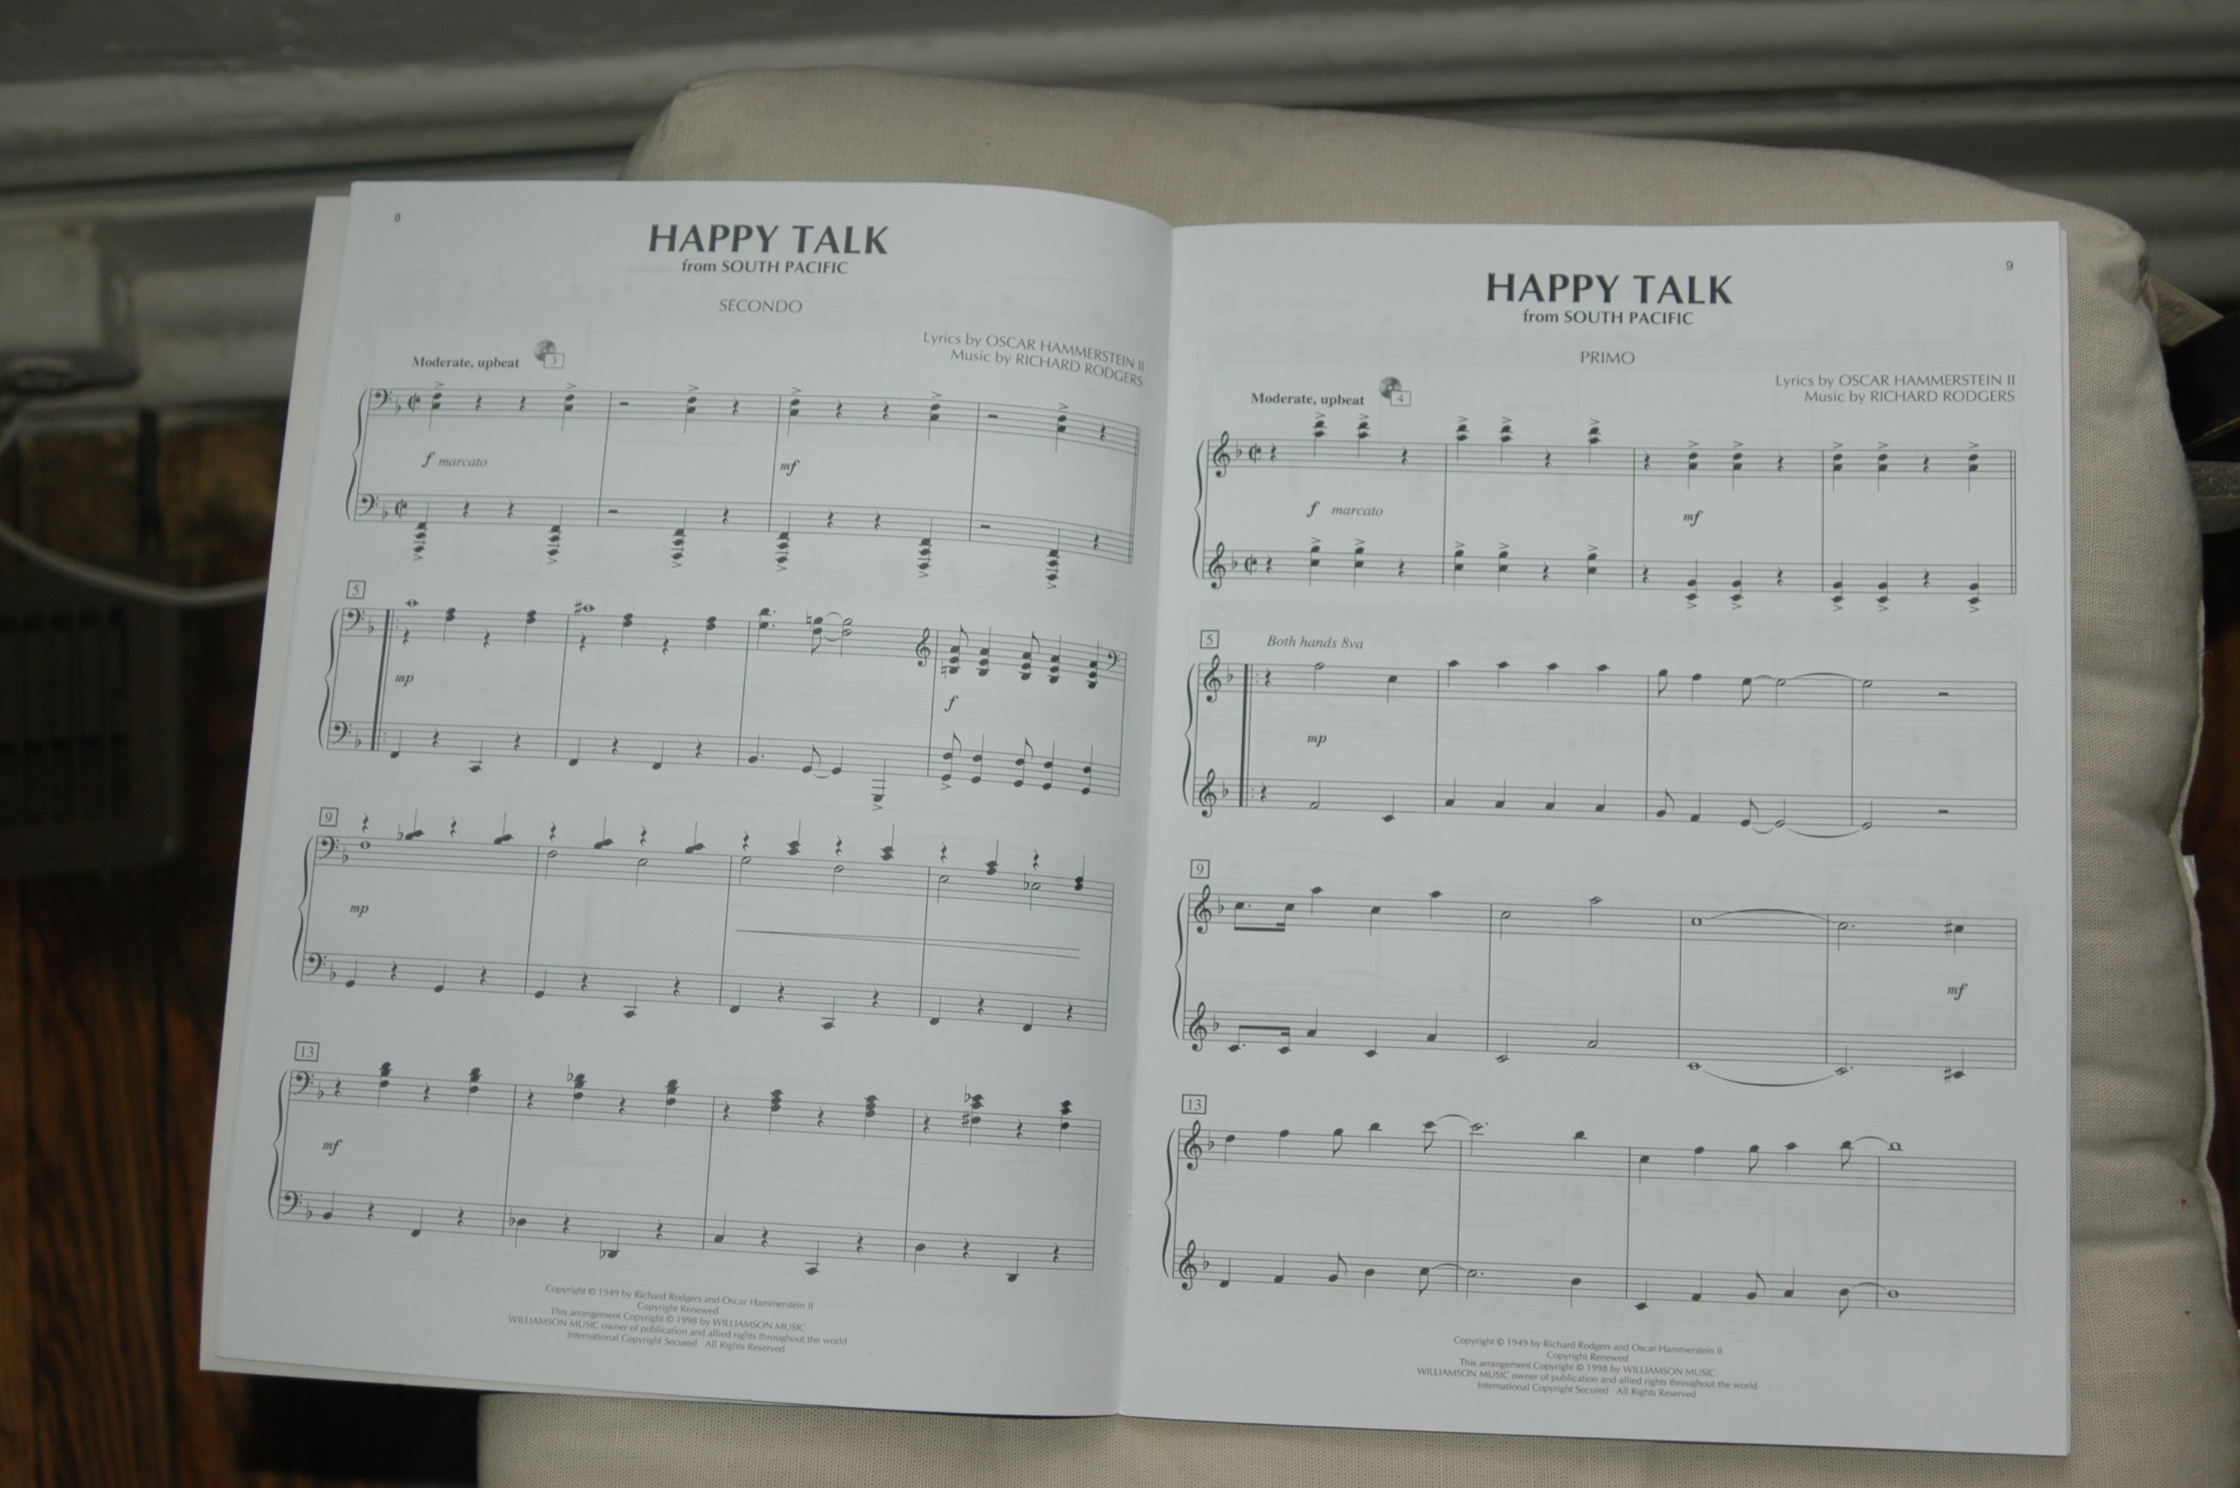 8
HAPPY TALK
from SOUTH PACIFIC
SECONDO
Lyrics by OSCAR HAMMERSTEIN II
Music by RICHARD RODGERS
Moderate, upbeat
3
f marcato
mf
5
mp
f
9
mp
13
mf
Copyright © 1949 by Richard Rodgers and Oscar Hammerstein II
Copyright Renewed
This arrangement Copyright © 1998 by WILLIAMSON MUSIC
WILLIAMSON MUSIC owner of publication and allied rights throughout the world
International Copyright Secured All Rights Reserved
9
HAPPY TALK
from SOUTH PACIFIC
PRIMO
Lyrics by OSCAR HAMMERSTEIN II
Music by RICHARD RODGERS
Moderate, upbeat
4
f marcato
mf
5
Both hands 8va
mp
9
mf
13
Copyright © 1949 by Richard Rodgers and Oscar Hammerstein II
Copyright Renewed
This arrangement Copyright © 1998 by WILLIAMSON MUSIC
WILLIAMSON MUSIC owner of publication and allied rights throughout the world
International Copyright Secured All Rights Reserved